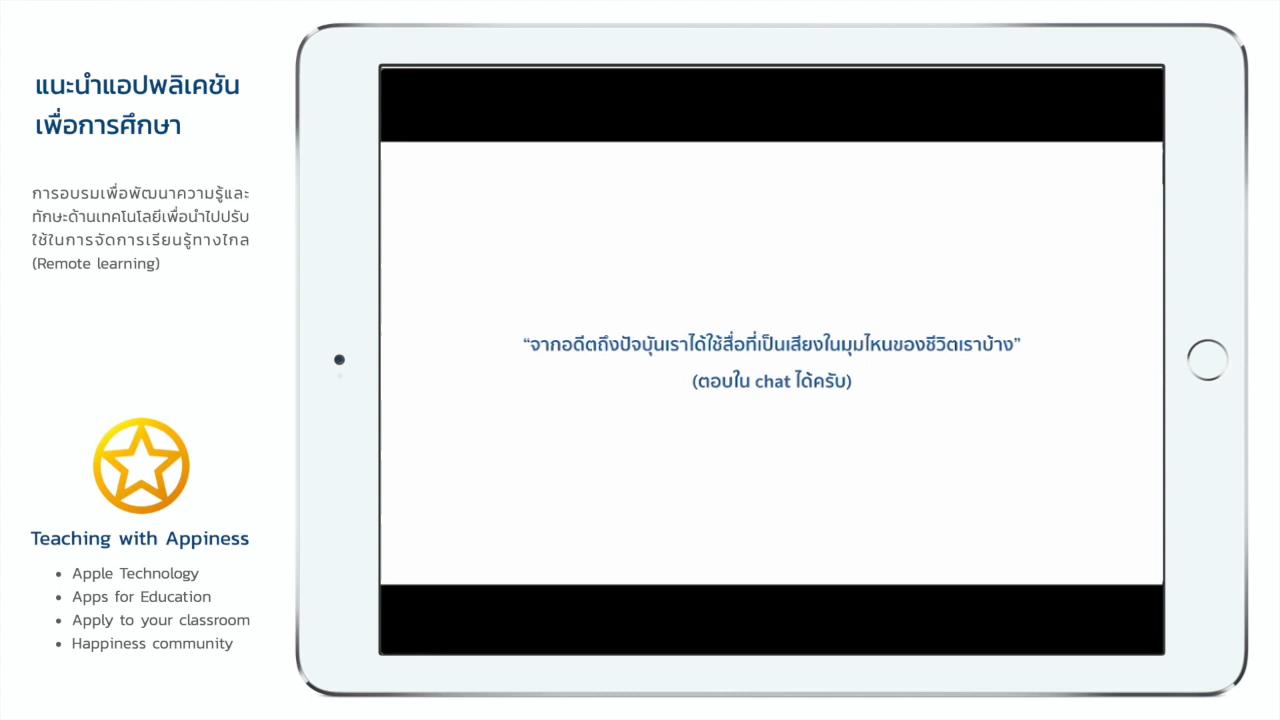 แนะนำแอปพลิเคชัน
เพื่อการศึกษา
การอบรมเพื่อพัฒนาความรู้และ
ทักษะด้านเทคโนโลยีเพื่อนำไปปรับ
ใช้ในการจัดการเรียนรู้ทางไกล
(Remote learning)
Teaching with Appiness
• Apple Technology
• Apps for Education
• Apply to your classroom
• Happiness community
“จากอดีตถึงปัจจุบันเราได้ใช้สื่อที่เป็นเสียงในมุมไหนของชีวิตเราบ้าง”
(ตอบใน chat ได้ครับ)